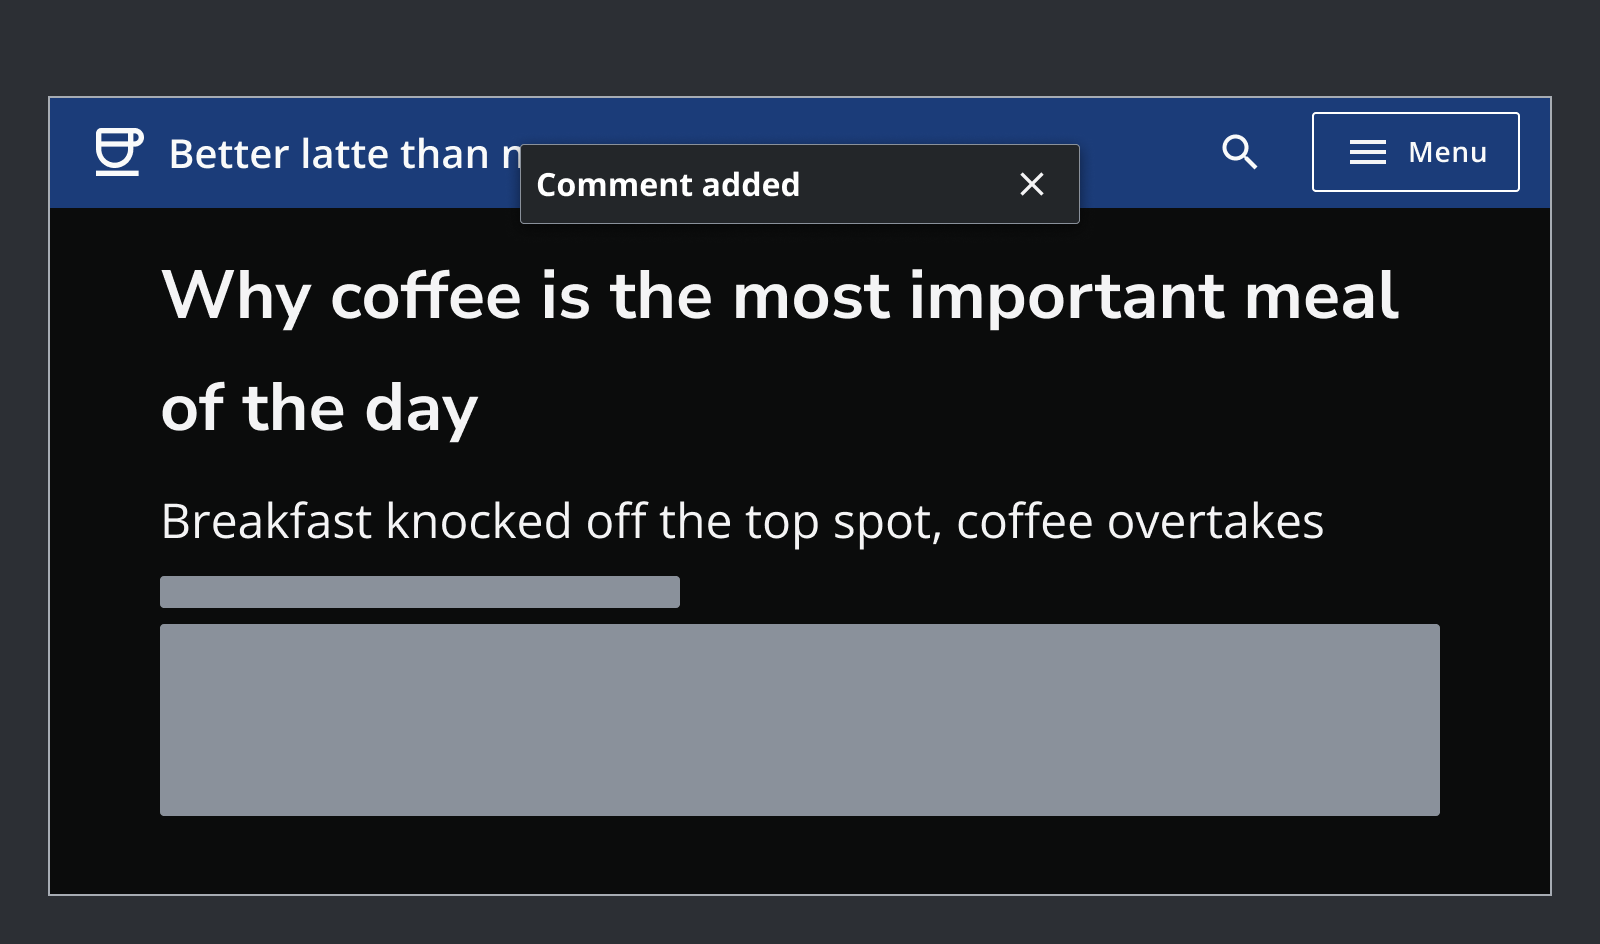 Better latte than
Comment added
Menu
Why coffee is the most important meal
of the day
Breakfast knocked off the top spot, coffee overtakes